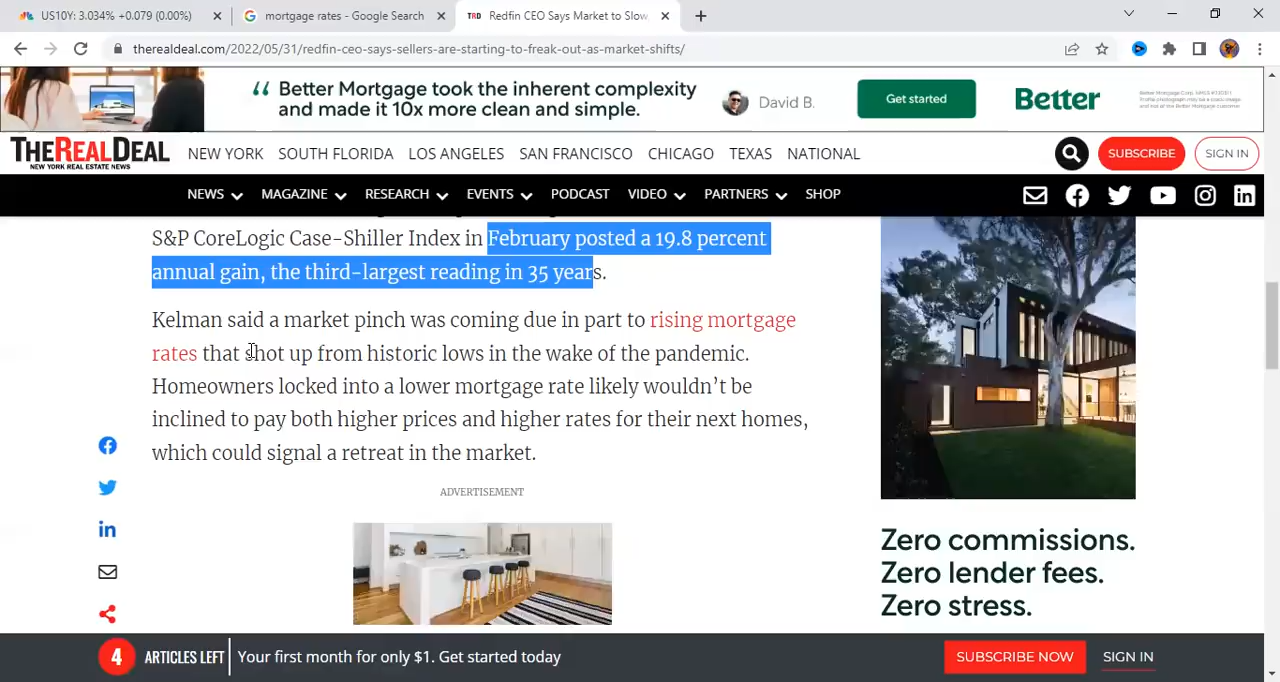 US10Y: 3.034% +0.079 (0.00%)
mortgage rates - Google Search
TRD Redfin CEO Says Market to Slow
therealdeal.com/2022/05/31/redfin-ceo-says-sellers-are-starting-to-freak-out-as-market-shifts/
“ Better Mortgage took the inherent complexity
and made it 10x more clean and simple.
David B.
Get started
Better
THE REAL DEAL
NEW YORK REAL ESTATE NEWS
NEW YORK SOUTH FLORIDA LOS ANGELES SAN FRANCISCO CHICAGO TEXAS NATIONAL
SUBSCRIBE
SIGN IN
NEWS MAGAZINE RESEARCH EVENTS PODCAST VIDEO PARTNERS SHOP
S&P CoreLogic Case-Shiller Index in February posted a 19.8 percent
annual gain, the third-largest reading in 35 years.
Kelman said a market pinch was coming due in part to rising mortgage
rates that shot up from historic lows in the wake of the pandemic.
Homeowners locked into a lower mortgage rate likely wouldn’t be
inclined to pay both higher prices and higher rates for their next homes,
which could signal a retreat in the market.
ADVERTISEMENT
Zero commissions.
Zero lender fees.
Zero stress.
4 ARTICLES LEFT Your first month for only $1. Get started today
SUBSCRIBE NOW
SIGN IN